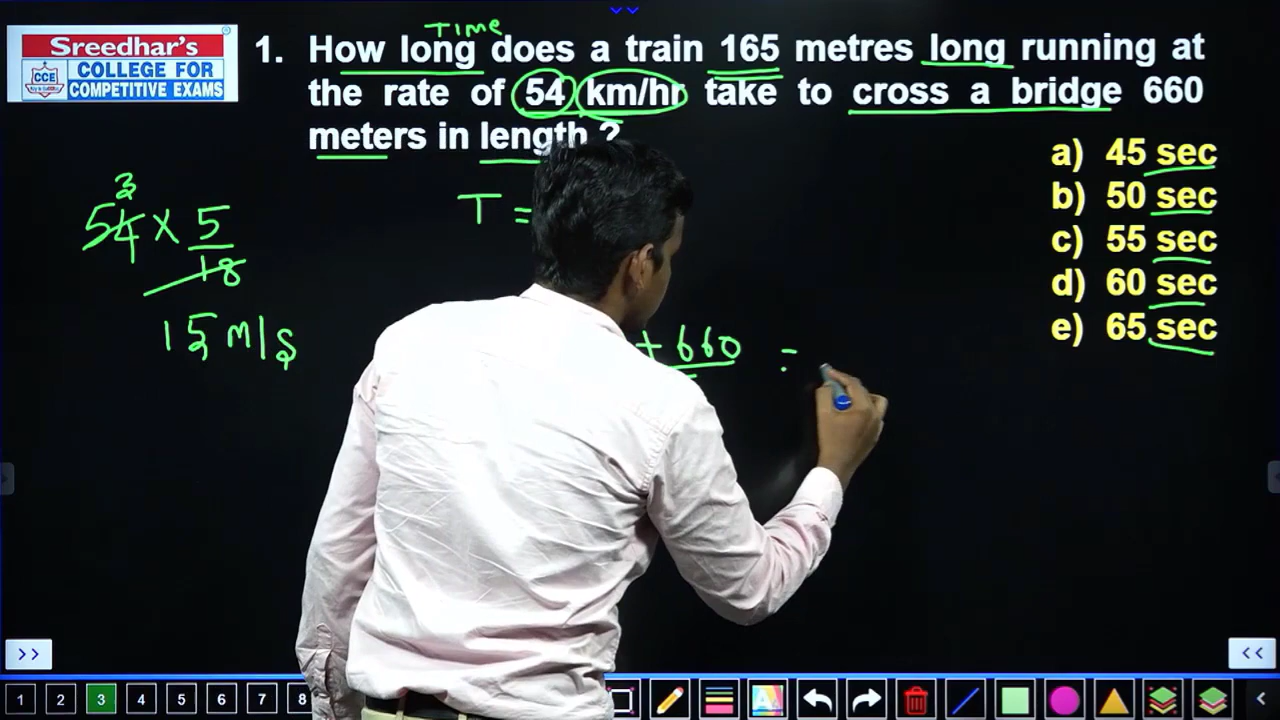 Sreedhar's
CCE
COLLEGE FOR
COMPETITIVE EXAMS
Time
1. How long does a train 165 metres long running at
the rate of 54 km/hr take to cross a bridge 660
meters in length ?
a) 45 sec
b) 50 sec
c) 55 sec
d) 60 sec
e) 65 sec
3
54 × 5
18
15 m/s
T =
+ 660 =
>>
<<
1 2 3 4 5 6 7 8